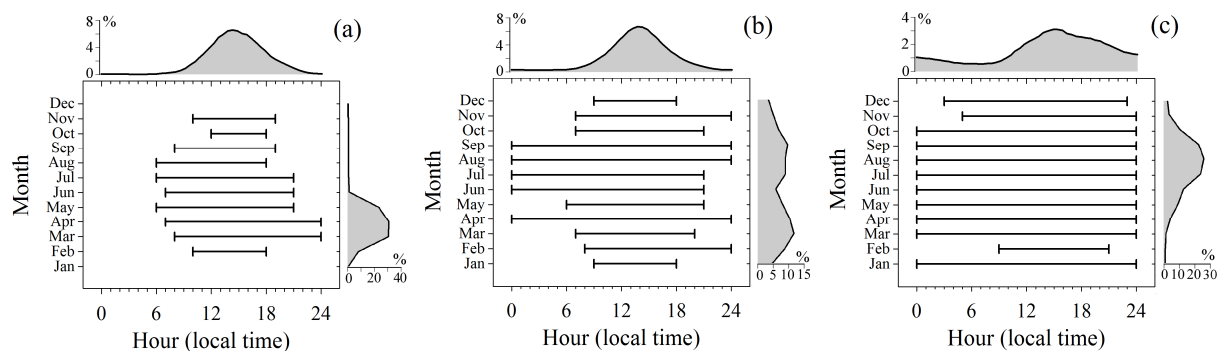 8 % (a)
4
0
Dec
Nov
Oct
Sep
Aug
Jul
Jun
May
Apr
Mar
Feb
Jan
Month
%
0 20 40
0 6 12 18 24
Hour (local time)
8 % (b)
4
0
Dec
Nov
Oct
Sep
Aug
Jul
Jun
May
Apr
Mar
Feb
Jan
Month
%
0 5 10 15
0 6 12 18 24
Hour (local time)
4 % (c)
2
0
Dec
Nov
Oct
Sep
Aug
Jul
Jun
May
Apr
Mar
Feb
Jan
Month
%
0 10 20 30
0 6 12 18 24
Hour (local time)